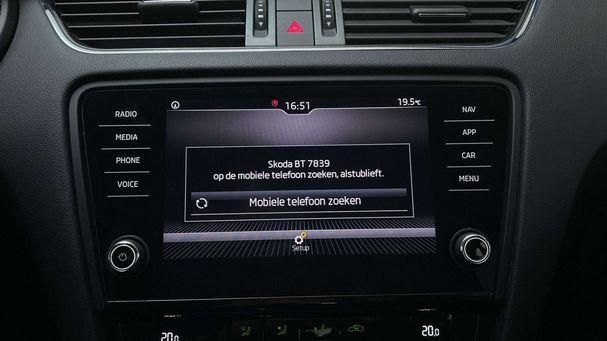 16:51
19.5°C
RADIO
MEDIA
PHONE
VOICE
Skoda BT 7839
op de mobiele telefoon zoeken, alstublieft.
Mobiele telefoon zoeken
Setup
NAV
APP
CAR
MENU
20.0
20.0